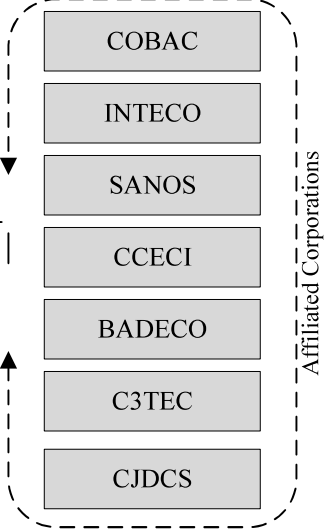 COBAC
INTECO
SANOS
CCECI
BADECO
C3TEC
CJDCS
Affiliated Corporations